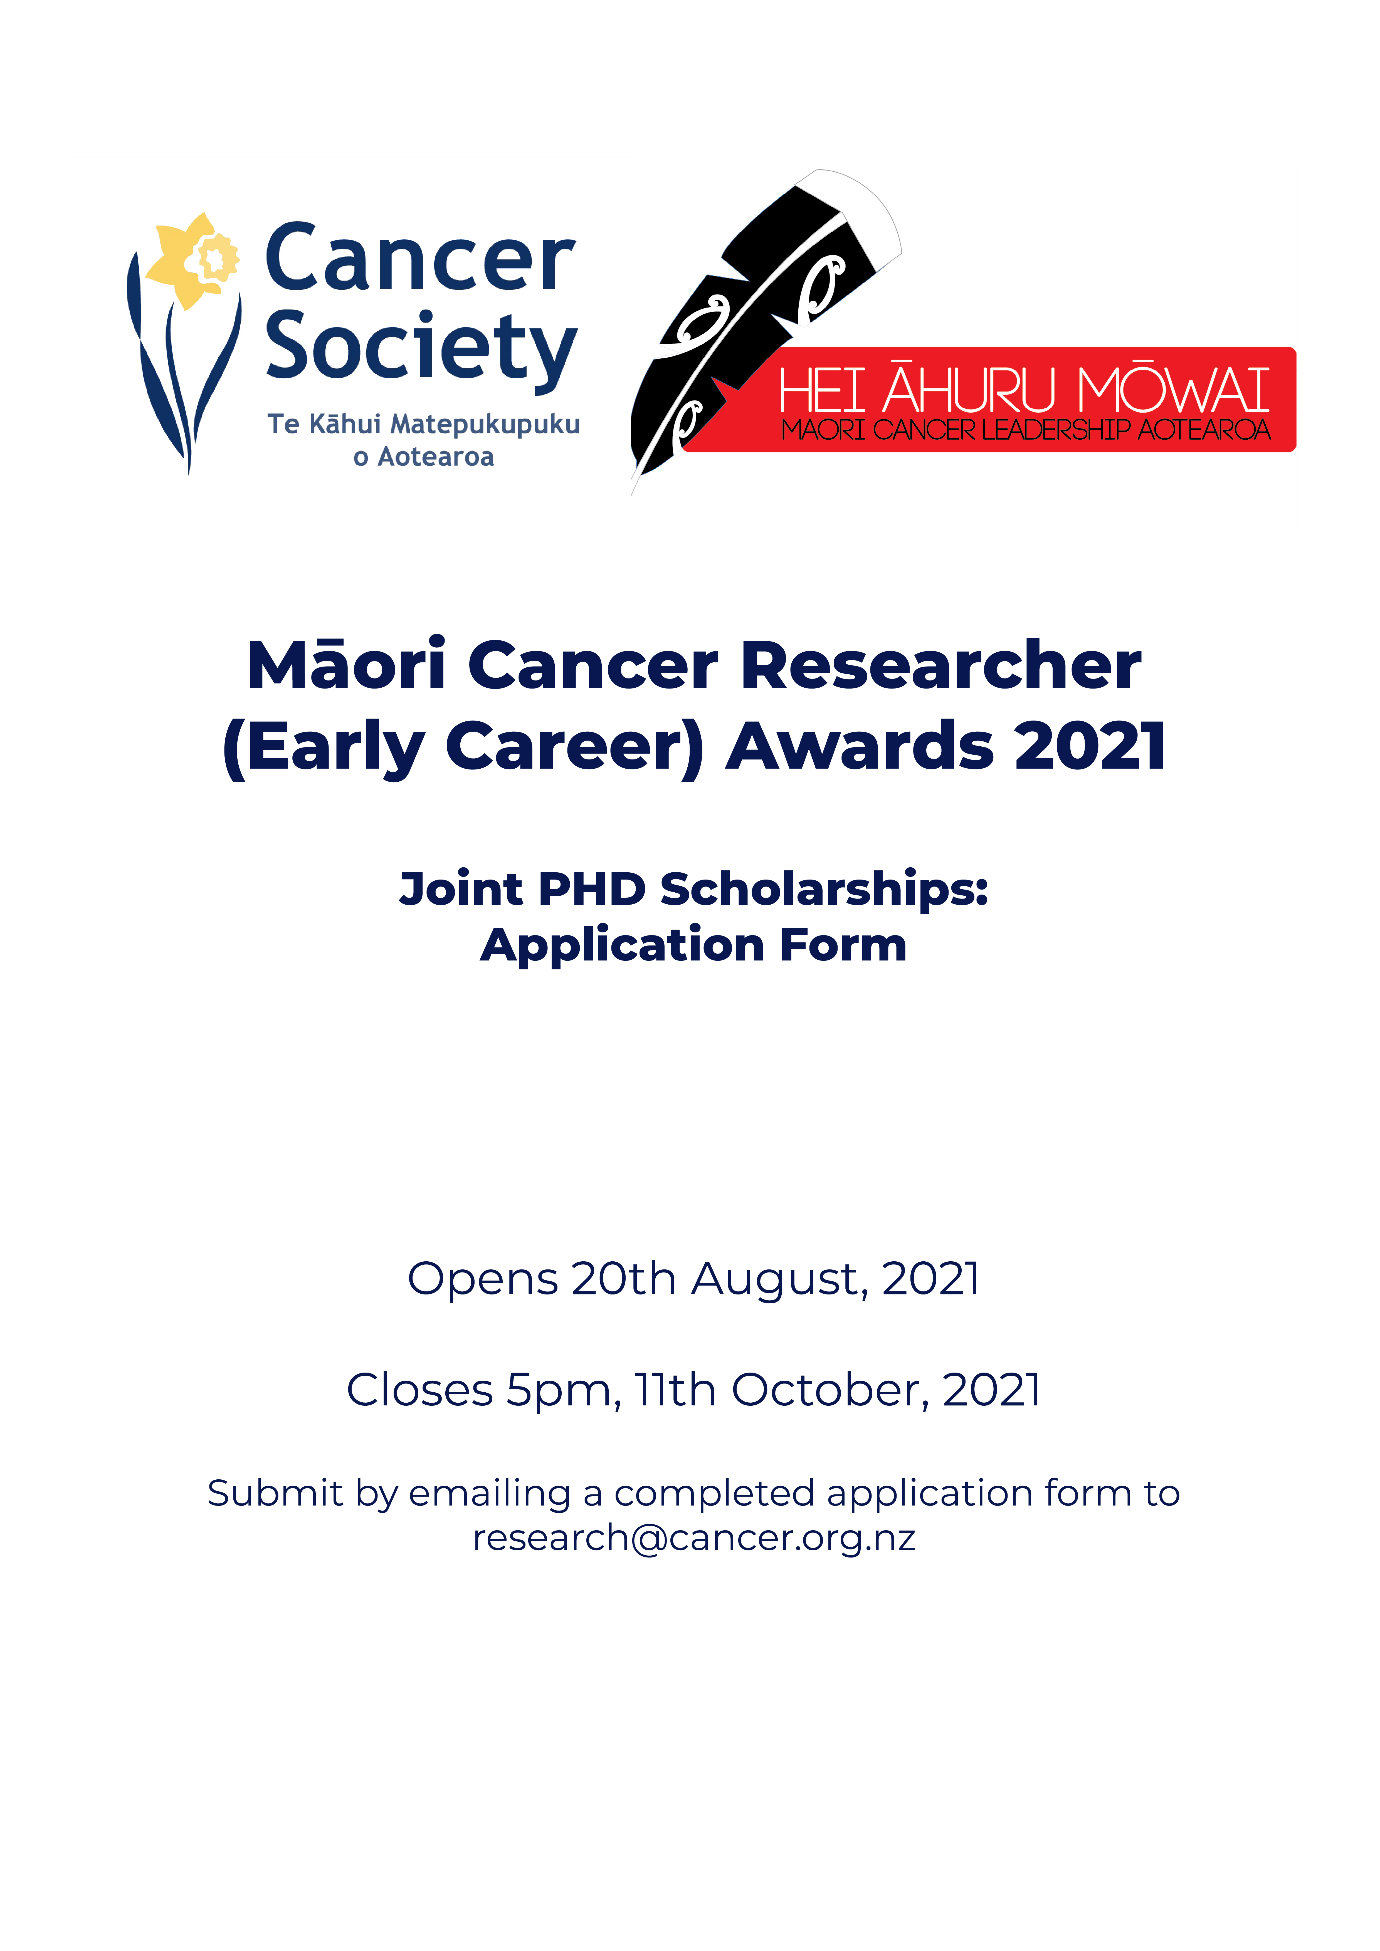 Cancer
Society
Te Kāhui Matepukupuku
o Aotearoa
HEI ĀHURU MŌWAI
MAORI CANCER LEADERSHIP AOTEAROA
Māori Cancer Researcher
(Early Career) Awards 2021
Joint PHD Scholarships:
Application Form
Opens 20th August, 2021
Closes 5pm, 11th October, 2021
Submit by emailing a completed application form to
research@cancer.org.nz